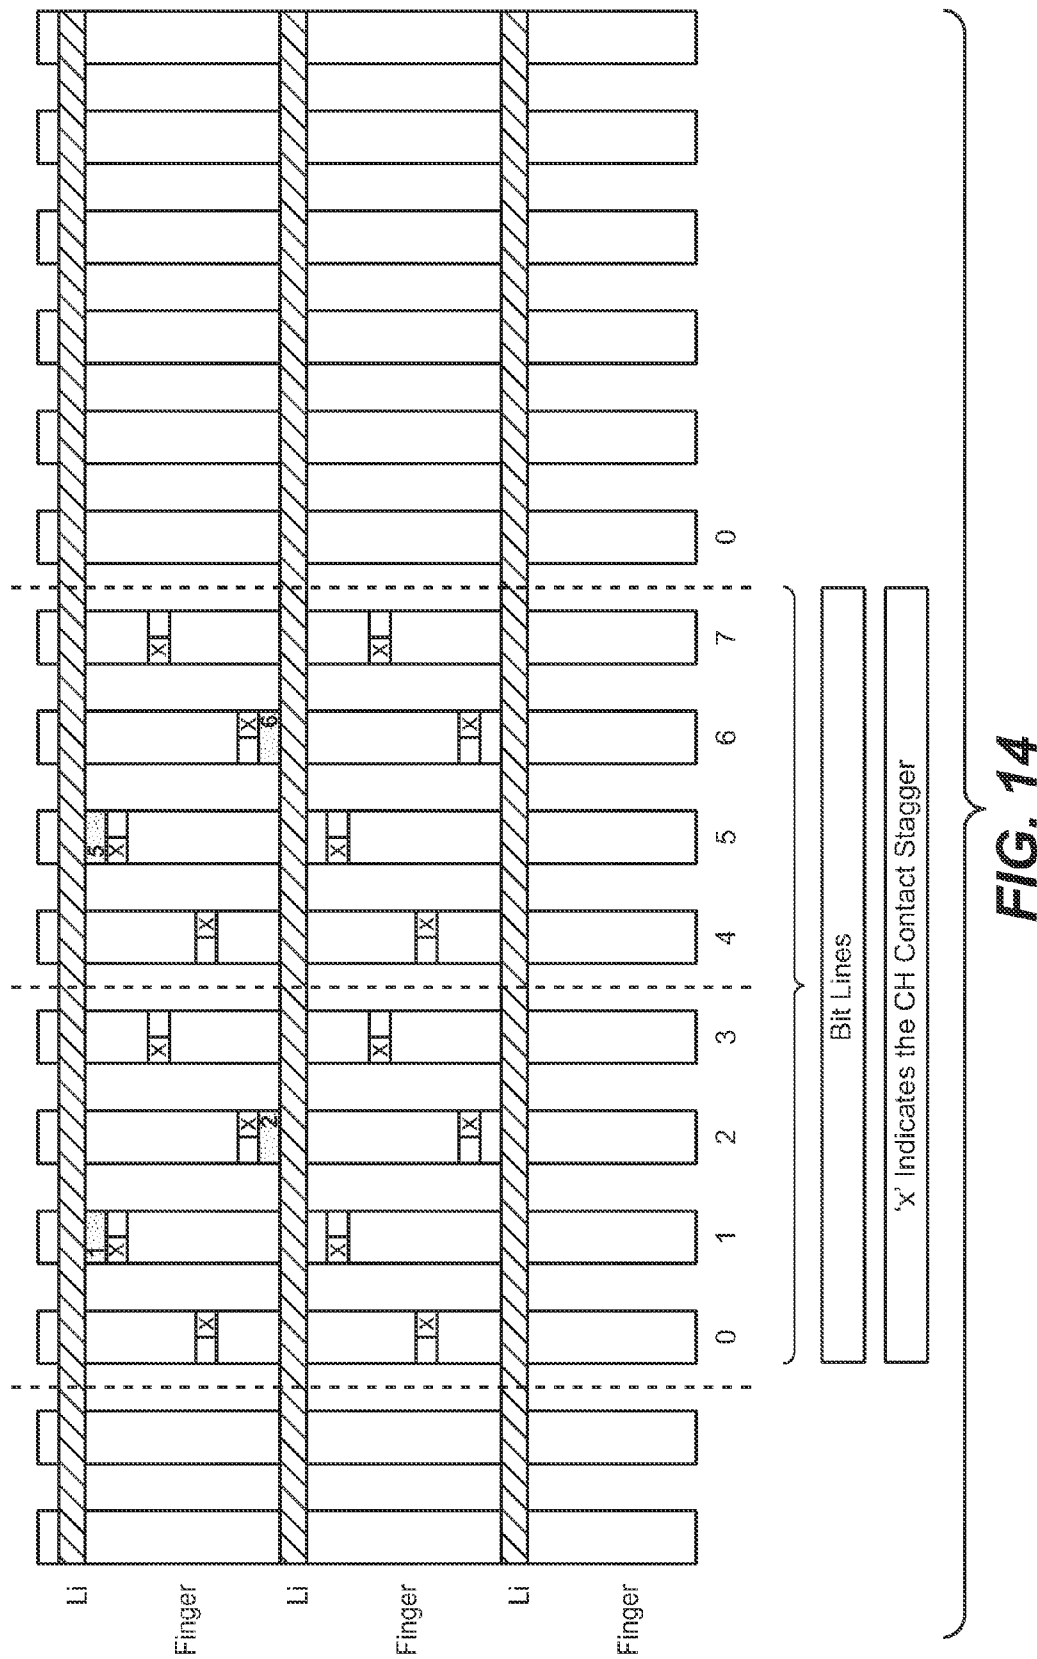 Li
1 5
X X
X X
Finger
X X
X X
2 6
Li
X X
X X
Finger
X X
X X
Li
Finger
0 1 2 3 4 5 6 7 0
Bit Lines
'x' Indicates the CH Contact Stagger
FIG. 14